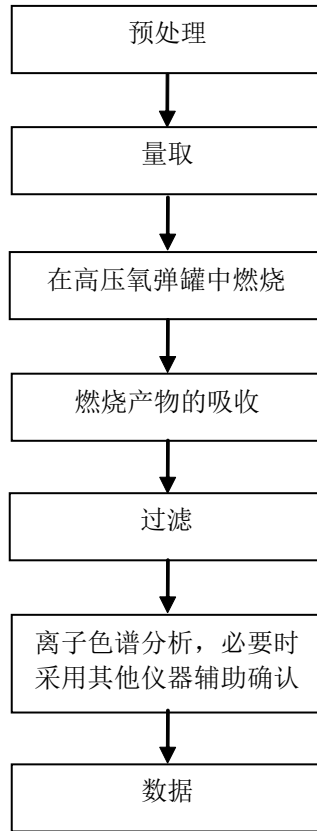 预处理
量取
在高压氧弹罐中燃烧
燃烧产物的吸收
过滤
离子色谱分析，必要时
采用其他仪器辅助确认
数据